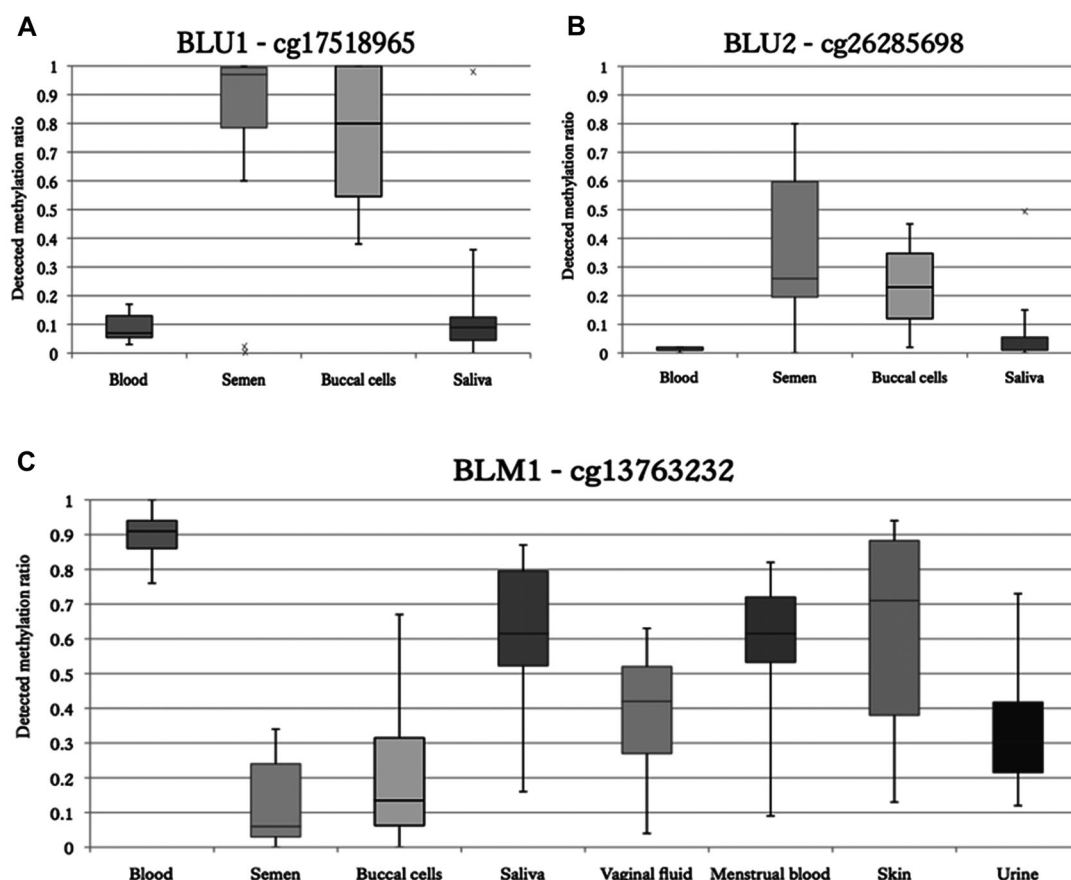 A
BLU1 - cg17518965
Detected methylation ratio
1
0.9
0.8
0.7
0.6
0.5
0.4
0.3
0.2
0.1
0
Blood Semen Buccal cells Saliva
B
BLU2 - cg26285698
Detected methylation ratio
1
0.9
0.8
0.7
0.6
0.5
0.4
0.3
0.2
0.1
0
Blood Semen Buccal cells Saliva
C
BLM1 - cg13763232
Detected methylation ratio
1
0.9
0.8
0.7
0.6
0.5
0.4
0.3
0.2
0.1
0
Blood Semen Buccal cells Saliva Vaginal fluid Menstrual blood Skin Urine